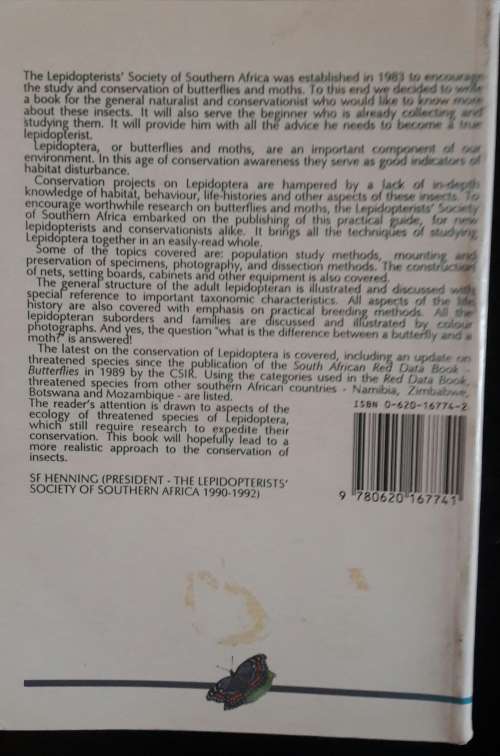 The Lepidopterists' Society of Southern Africa was established in 1983 to encourage
the study and conservation of butterflies and moths. To this end we decided to write
a book for the general naturalist and conservationist who would like to know more
about these insects. It will also serve the beginner who is already collecting and
studying them. It will provide him with all the advice he needs to become a true
lepidopterist.
Lepidoptera, or butterflies and moths, are an important component of our
environment. In this age of conservation awareness they serve as good indicators of
habitat disturbance.
Conservation projects on Lepidoptera are hampered by a lack of in-depth
knowledge of habitat, behaviour, life-histories and other aspects of these insects. To
encourage worthwhile research on butterflies and moths, the Lepidopterists' Society
of Southern Africa embarked on the publishing of this practical guide, for new
lepidopterists and conservationists alike. It brings all the techniques of studying
Lepidoptera together in an easily-read whole.
Some of the topics covered are: population study methods, mounting and
preservation of specimens, photography, and dissection methods. The construction
of nets, setting boards, cabinets and other equipment is also covered.
The general structure of the adult lepidopteran is illustrated and discussed with
special reference to important taxonomic characteristics. All aspects of the life
history are also covered with emphasis on practical breeding methods. All the
lepidopteran suborders and families are discussed and illustrated by colour
photographs. And yes, the question "what is the difference between a butterfly and a
moth?" is answered!
The latest on the conservation of Lepidoptera is covered, including an update on
threatened species since the publication of the South African Red Data Book -
Butterflies in 1989 by the CSIR. Using the categories used in the Red Data Book,
threatened species from other southern African countries - Namibia, Zimbabwe,
Botswana and Mozambique - are listed.
The reader's attention is drawn to aspects of the
ecology of threatened species of Lepidoptera,
which still require research to expedite their
conservation. This book will hopefully lead to a
more realistic approach to the conservation of
insects.
SF HENNING (PRESIDENT - THE LEPIDOPTERISTS'
SOCIETY OF SOUTHERN AFRICA 1990-1992)
ISBN 0-620-16774-2
9 780620 167741